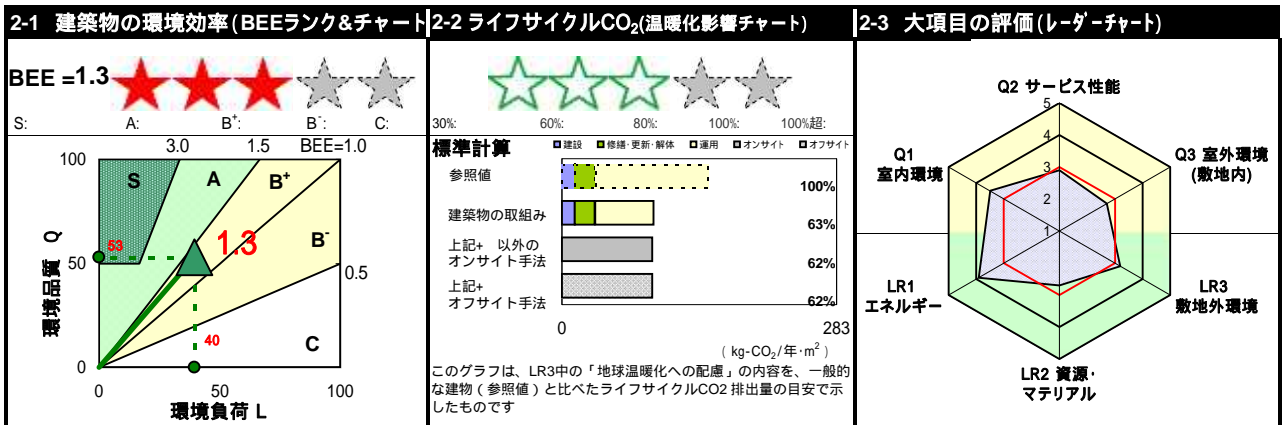 2-1 建築物の環境効率(BEEランク&チャート
BEE =1.3
S: A: B+: B-: C:
3.0 1.5 BEE=1.0
100
S A B+
53
1.3
B-
50
0.5
40
C
0
0 50 100
環境品質 Q
環境負荷 L
2-2 ライフサイクルCO2(温暖化影響チャート)
30%: 60%: 80%: 100%: 100%超:
標準計算
建設 修繕・更新・解体 運用 オンサイト オフサイト
参照値 100%
建築物の取組み 63%
上記+ 以外の
オンサイト手法 62%
上記+
オフサイト手法 62%
0 283
( kg-CO2/年・m2 )
このグラフは、LR3中の「地球温暖化への配慮」の内容を、一般的
な建物(参照値)と比べたライフサイクルCO2 排出量の目安で示
したものです
2-3 大項目の評価(レーダーチャート)
Q2 サービス性能
5
4
3
2
1
Q1
室内環境
Q3 室外環境
(敷地内)
LR1
エネルギー
LR3
敷地外環境
LR2 資源・
マテリアル